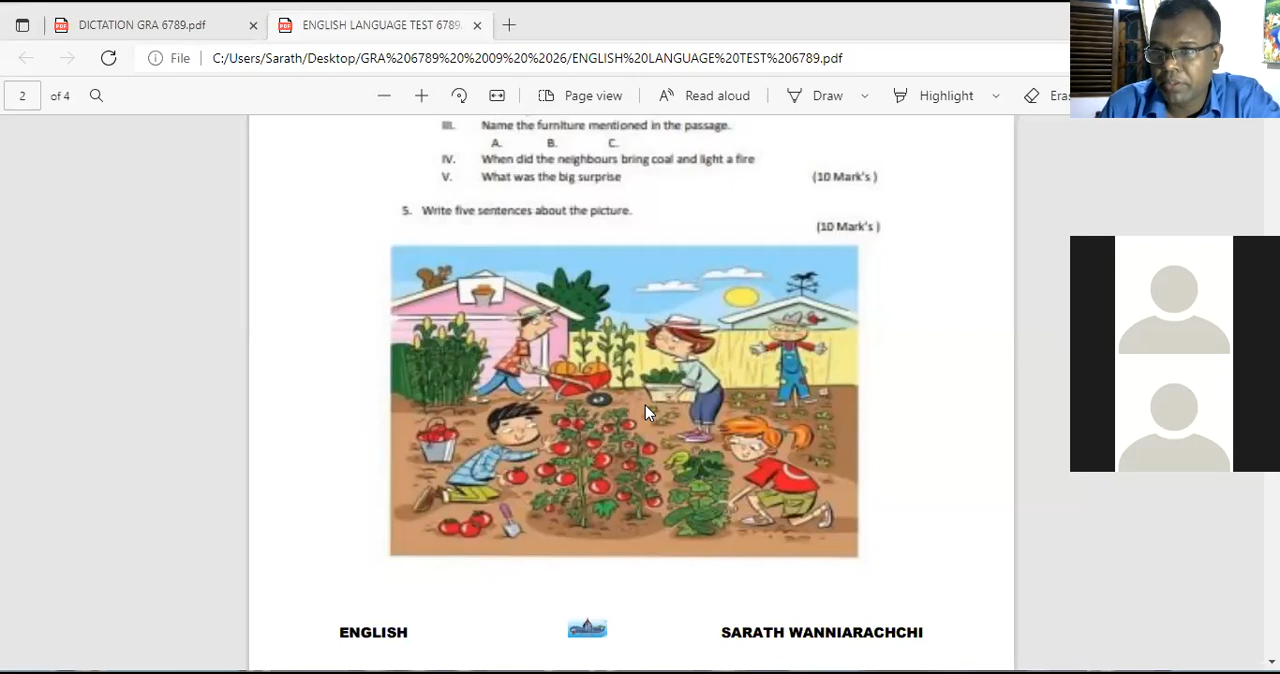 DICTATION GRA 6789.pdf
ENGLISH LANGUAGE TEST 6789.
File
C:/Users/Sarath/Desktop/GRA%206789%20%20%20%20%2028/ENGLISH%20LANGUAGE%20TEST%206789.pdf
2 of 4
Page view
Read aloud
Draw
Highlight
Eras
III. Name the furniture mentioned in the passage.
A. B. C.
IV. When did the neighbours bring coal and light a fire
V. What was the big surprise (10 Mark's )
5. Write five sentences about the picture.
(10 Mark's )
ENGLISH SARATH WANNIARACHCHI